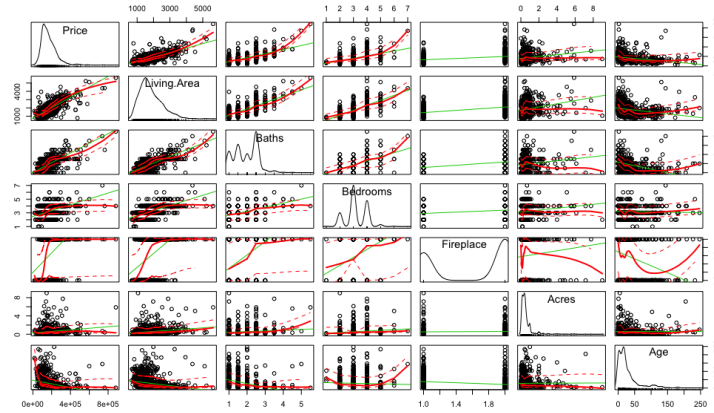 1000 3000 5000
1 2 3 4 5 6 7
0 2 4 6 8
Price
1000 4000
Living.Area
Baths
1 3 5 7
Bedrooms
Fireplace
0 4 8
Acres
Age
0e+00 4e+05 8e+05
1 2 3 4 5
1.0 1.4 1.8
0 50 150 250